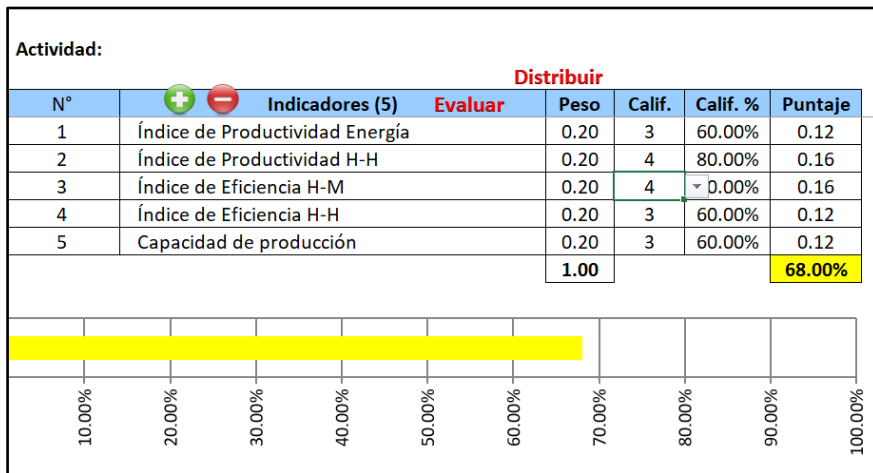 Actividad:
Distribuir
N° Indicadores (5) Evaluar Peso Calif. Calif. % Puntaje
1 Índice de Productividad Energía 0.20 3 60.00% 0.12
2 Índice de Productividad H-H 0.20 4 80.00% 0.16
3 Índice de Eficiencia H-M 0.20 4 0.00% 0.16
4 Índice de Eficiencia H-H 0.20 3 60.00% 0.12
5 Capacidad de producción 0.20 3 60.00% 0.12
1.00 68.00%
10.00% 20.00% 30.00% 40.00% 50.00% 60.00% 70.00% 80.00% 90.00% 100.00%